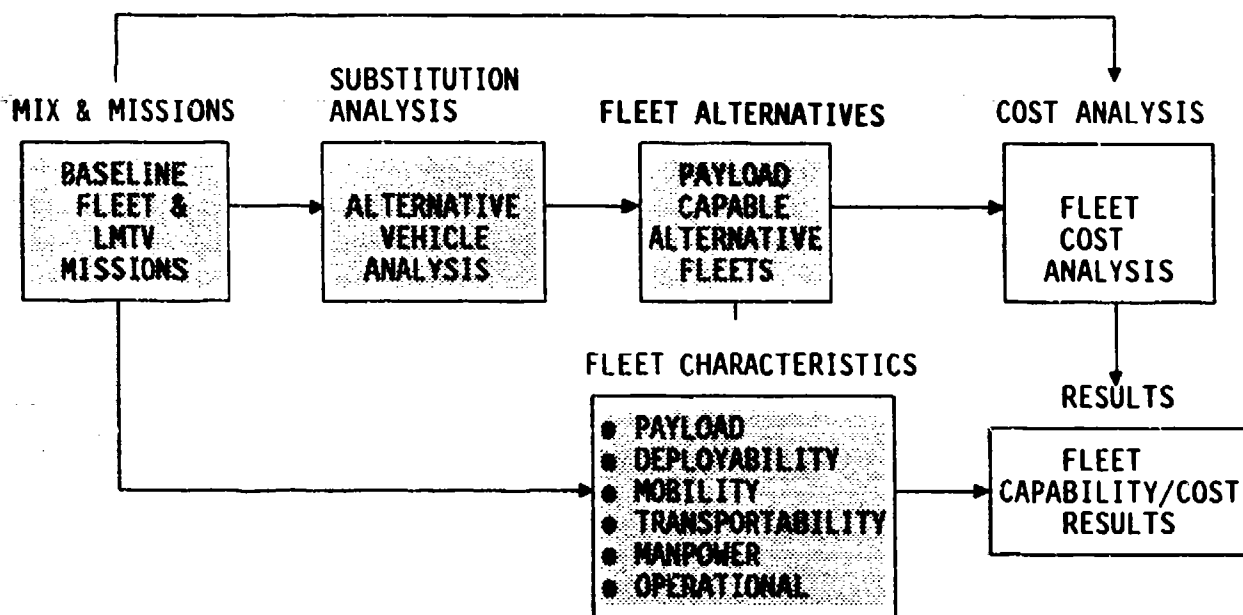 MIX & MISSIONS
BASELINE
FLEET &
LMTV
MISSIONS
SUBSTITUTION
ANALYSIS
ALTERNATIVE
VEHICLE
ANALYSIS
FLEET ALTERNATIVES
PAYLOAD
CAPABLE
ALTERNATIVE
FLEETS
COST ANALYSIS
FLEET
COST
ANALYSIS
FLEET CHARACTERISTICS
● PAYLOAD
● DEPLOYABILITY
● MOBILITY
● TRANSPORTABILITY
● MANPOWER
● OPERATIONAL
RESULTS
FLEET
CAPABILITY/COST
RESULTS